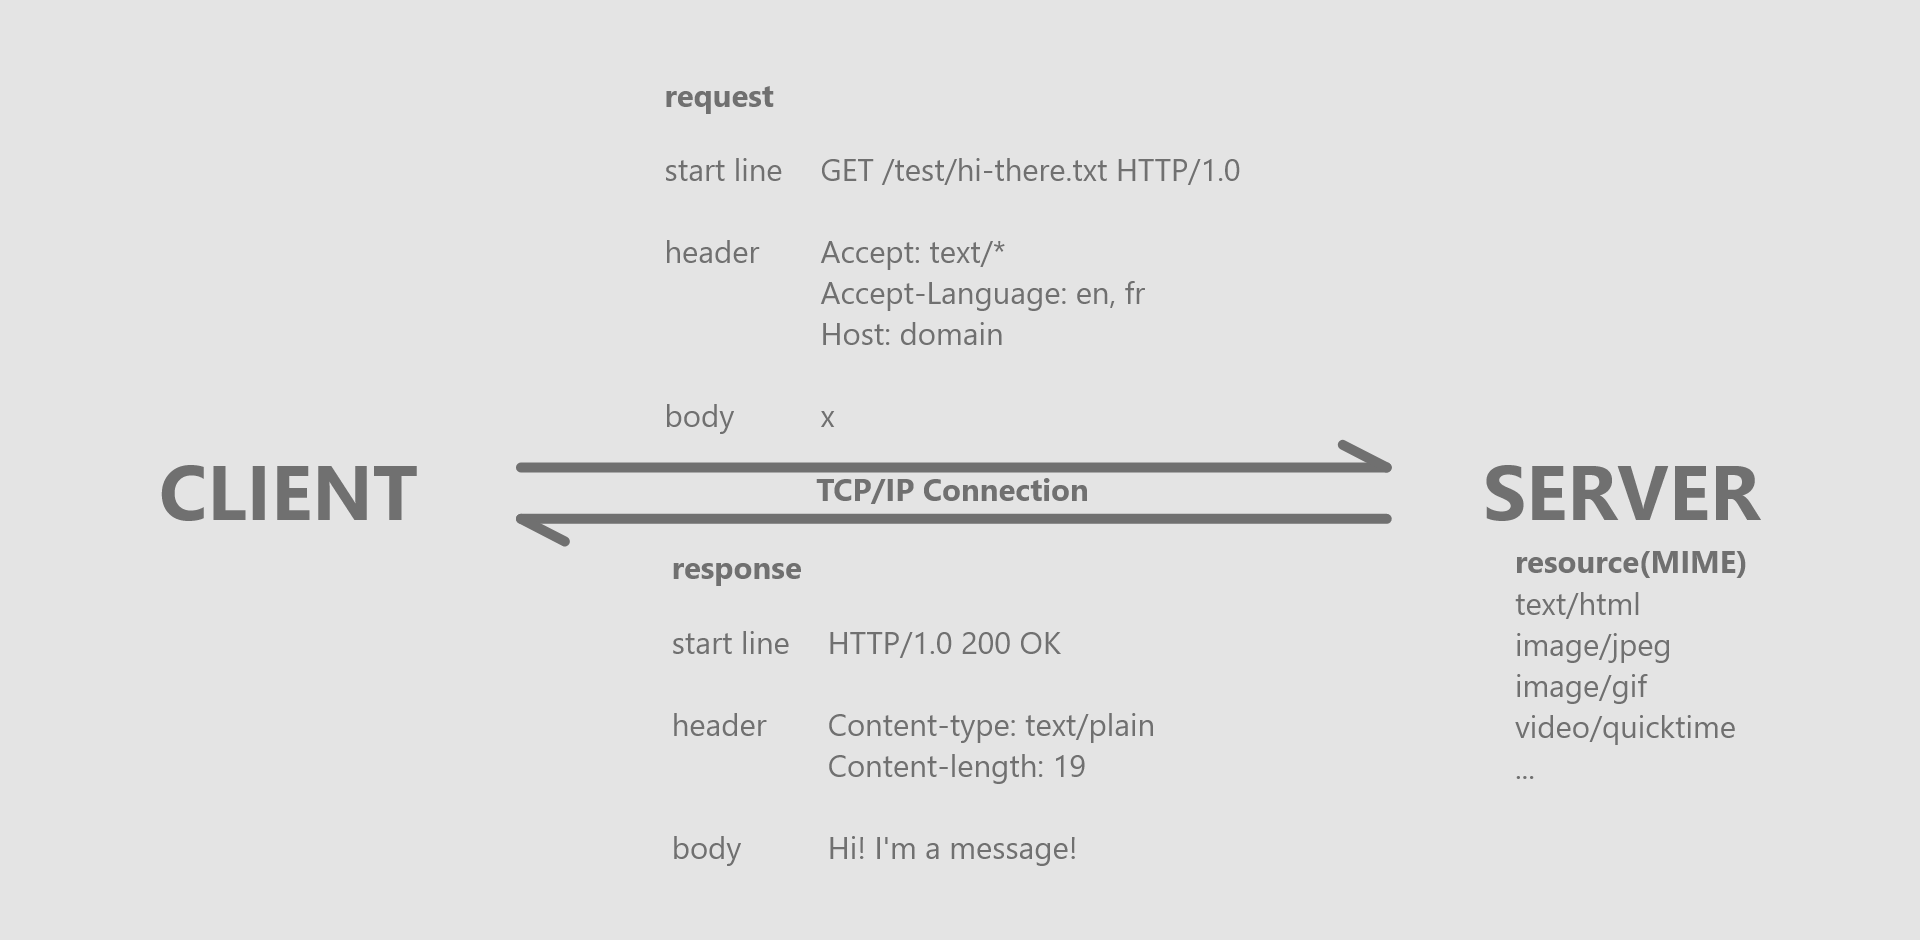 request
start line GET /test/hi-there.txt HTTP/1.0
header Accept: text/*
Accept-Language: en, fr
Host: domain
body x
CLIENT
TCP/IP Connection
SERVER
response
start line HTTP/1.0 200 OK
header Content-type: text/plain
Content-length: 19
body Hi! I'm a message!
resource(MIME)
text/html
image/jpeg
image/gif
video/quicktime
...